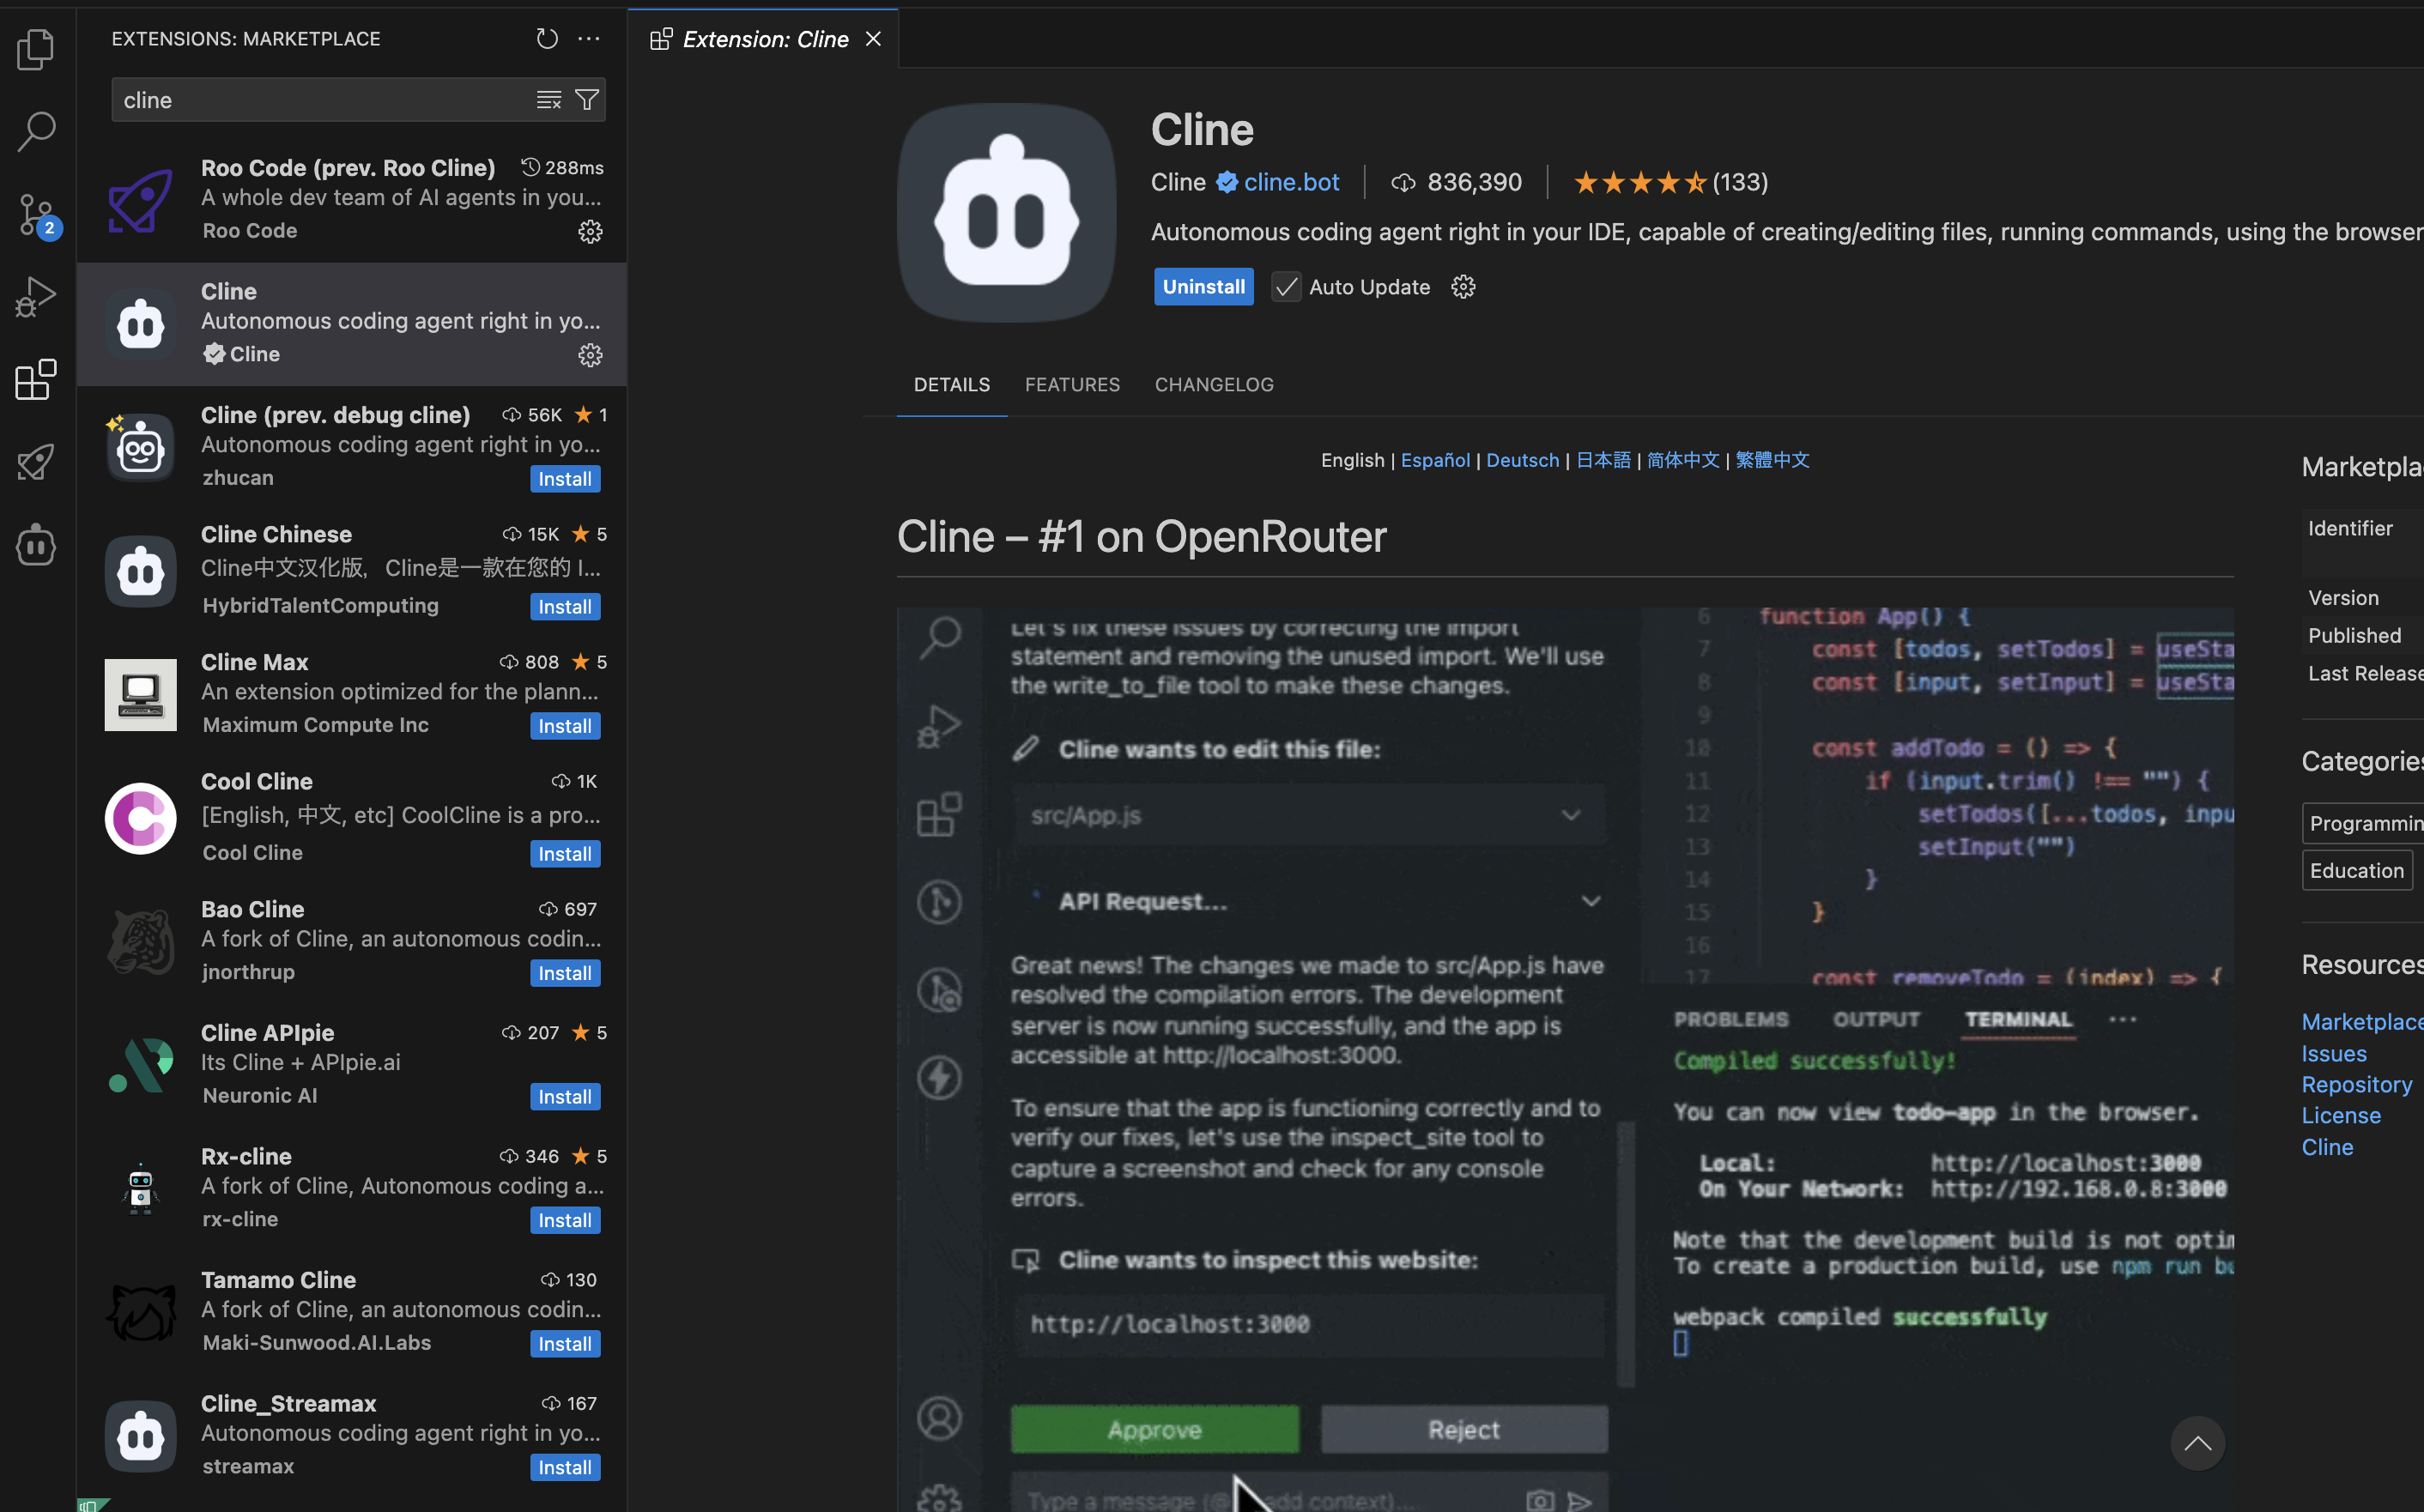 EXTENSIONS: MARKETPLACE
cline
Roo Code (prev. Roo Cline) 288ms
A whole dev team of AI agents in you...
Roo Code
2
Cline
Autonomous coding agent right in yo...
Cline
Cline (prev. debug cline) 56K 1
Autonomous coding agent right in yo...
zhucan Install
Cline Chinese 15K 5
Cline中文汉化版，Cline是一款在您的 I...
HybridTalentComputing Install
Cline Max 808 5
An extension optimized for the plann...
Maximum Compute Inc Install
Cool Cline 1K
[English, 中文, etc] CoolCline is a pro...
Cool Cline Install
Bao Cline 697
A fork of Cline, an autonomous codin...
jnorthrup Install
Cline APIpie 207 5
Its Cline + APIpie.ai
Neuronic AI Install
Rx-cline 346 5
A fork of Cline, Autonomous coding a...
rx-cline Install
Tamamo Cline 130
A fork of Cline, an autonomous codin...
Maki-Sunwood.AI.Labs Install
Cline_Streamax 167
Autonomous coding agent right in yo...
streamax Install
Extension: Cline
Cline
Cline cline.bot 836,390 (133)
Autonomous coding agent right in your IDE, capable of creating/editing files, running commands, using the browser
Uninstall Auto Update
DETAILS FEATURES CHANGELOG
English | Español | Deutsch | 日本語 | 简体中文 | 繁體中文
Cline – #1 on OpenRouter
Let's fix these issues by correcting the import
statement and removing the unused import. We'll use
the write_to_file tool to make these changes.
Cline wants to edit this file:
src/App.js
API Request...
Great news! The changes we made to src/App.js have
resolved the compilation errors. The development
server is now running successfully, and the app is
accessible at http://localhost:3000.
To ensure that the app is functioning correctly and to
verify our fixes, let's use the inspect_site tool to
capture a screenshot and check for any console
errors.
Cline wants to inspect this website:
http://localhost:3000
Approve Reject
Type a message (@ add context)...
6 function App() {
7 const [todos, setTodos] = useSta
8 const [input, setInput] = useSta
9
10 const addTodo = () => {
11 if (input.trim() !== "") {
12 setTodos([...todos, inpu
13 setInput("")
14 }
15 }
16
17 const removeTodo = (index) => {
PROBLEMS OUTPUT TERMINAL ...
Compiled successfully!
You can now view todo-app in the browser.
Local: http://localhost:3000
On Your Network: http://192.168.0.8:3000
Note that the development build is not optim
To create a production build, use npm run bu
webpack compiled successfully
Marketpla
Identifier
Version
Published
Last Release
Categories
Programmin
Education
Resources
Marketplace
Issues
Repository
License
Cline